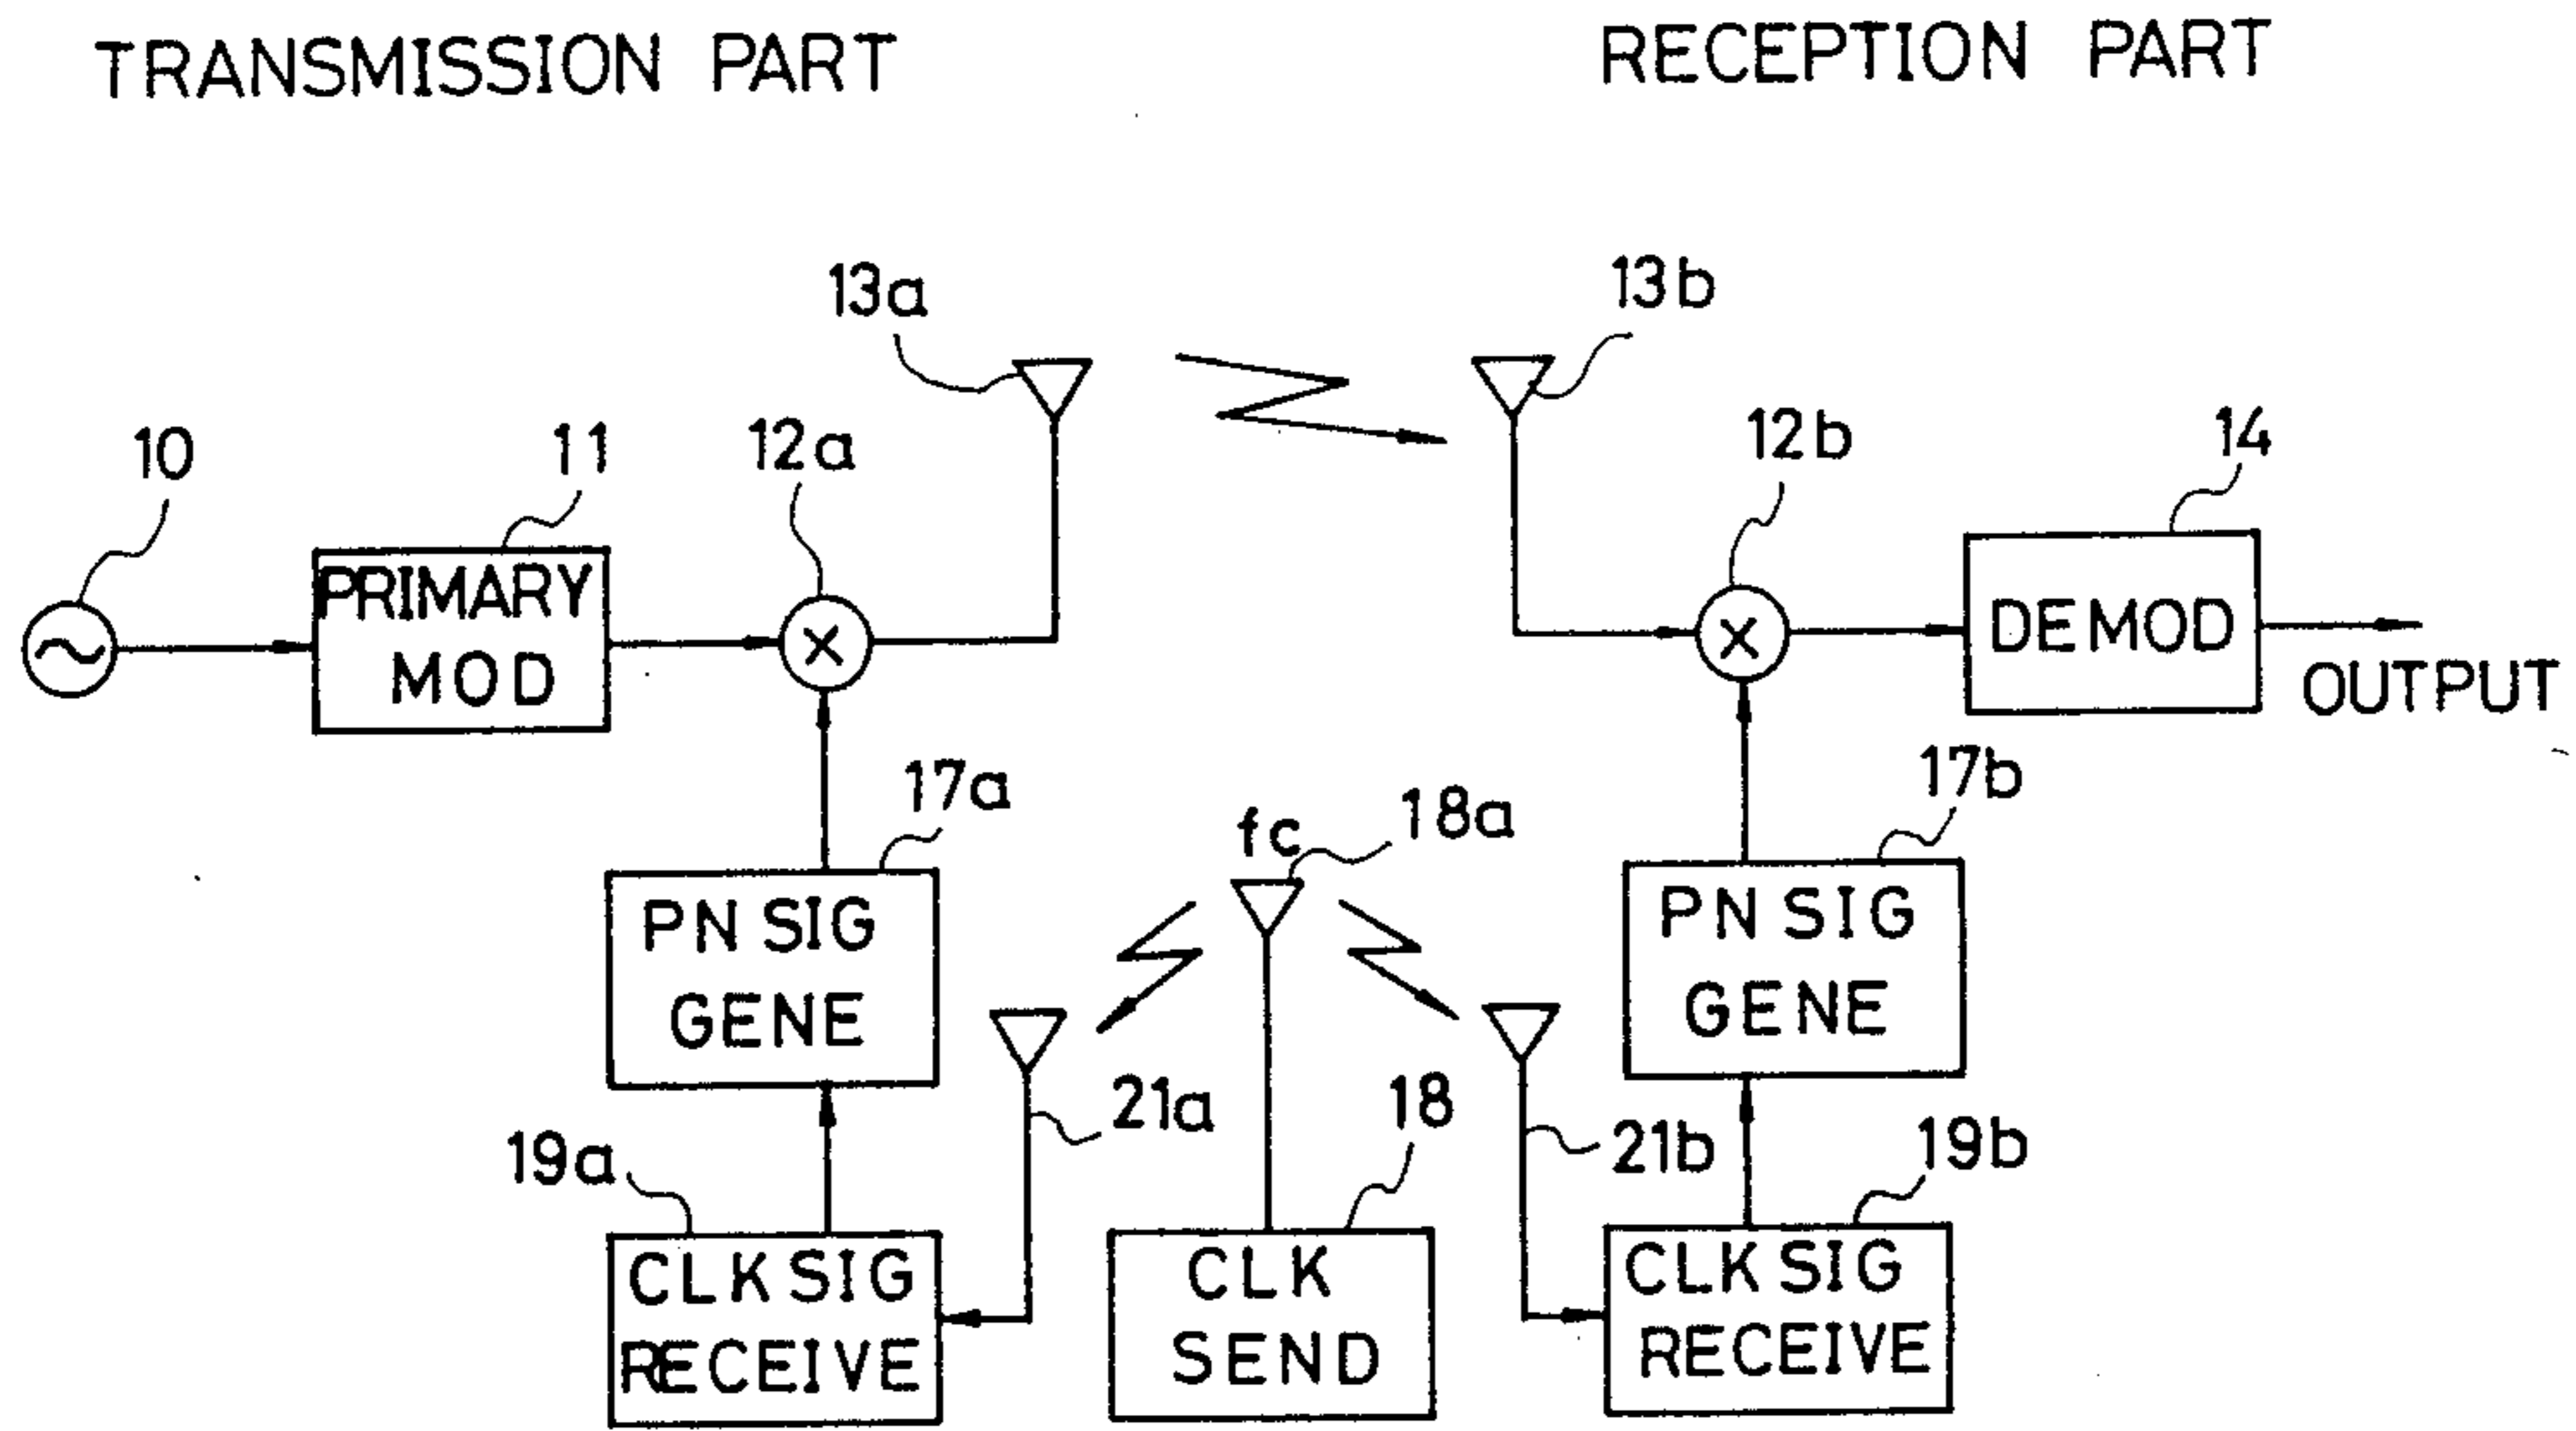 TRANSMISSION PART
RECEPTION PART
13a
13b
10
11
12a
12b
14
PRIMARY
MOD
DEMOD
OUTPUT
17a
fc
18a
17b
PN SIG
GENE
PN SIG
GENE
21a
18
21b
19a
19b
CLK SIG
RECEIVE
CLK
SEND
CLK SIG
RECEIVE